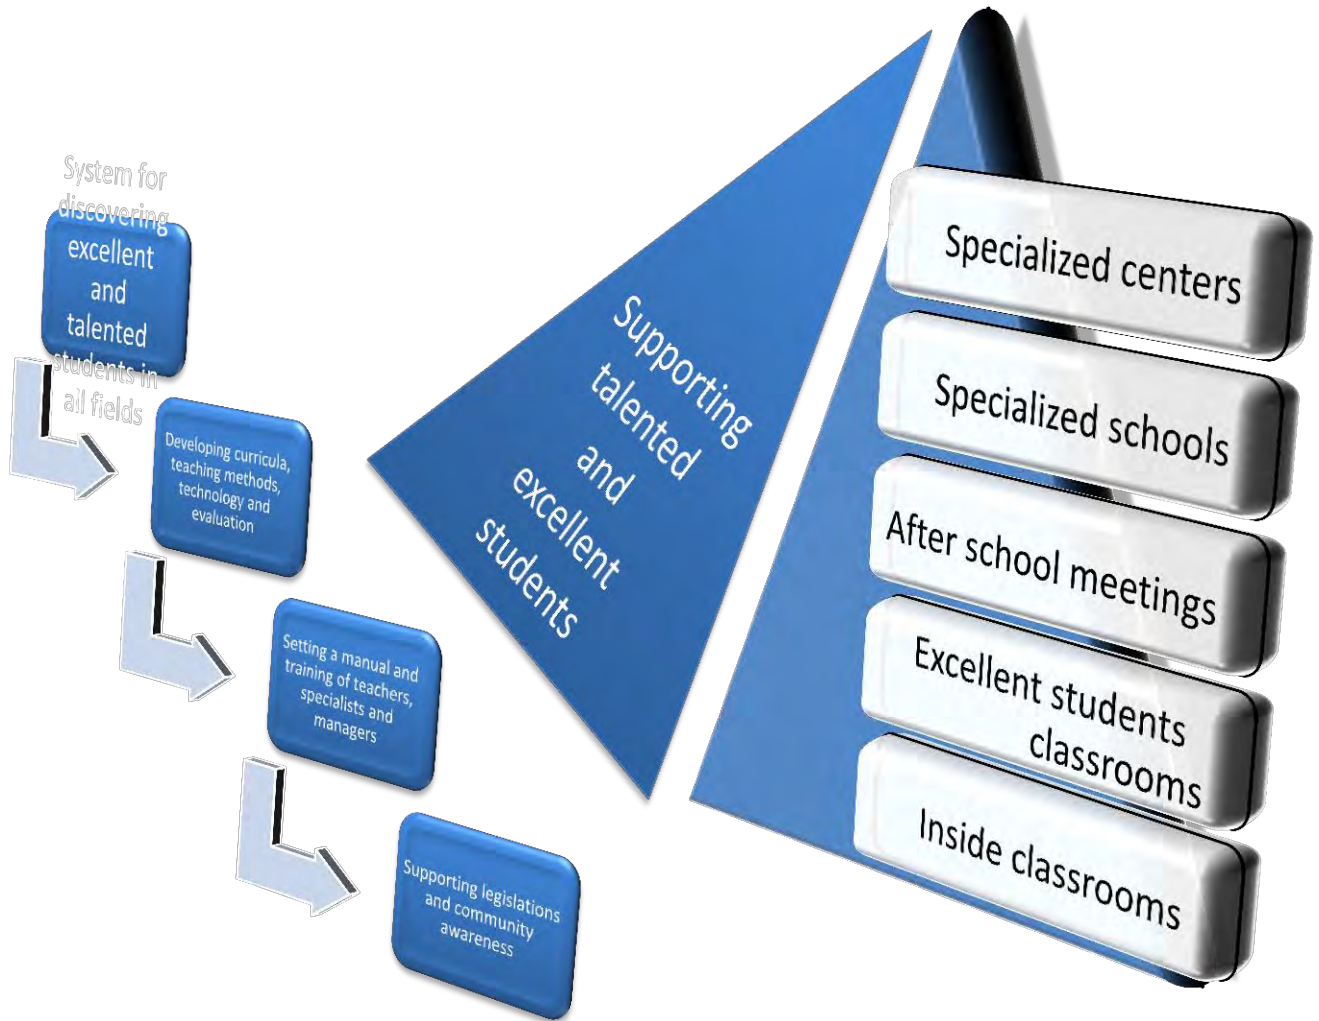 System for
discovering
excellent
and
talented
students in
all fields
Developing curricula,
teaching methods,
technology and
evaluation
Setting a manual and
training of teachers,
specialists and
managers
Supporting legislations
and community
awareness
Supporting
talented
and
excellent
students
Specialized centers
Specialized schools
After school meetings
Excellent students
classrooms
Inside classrooms